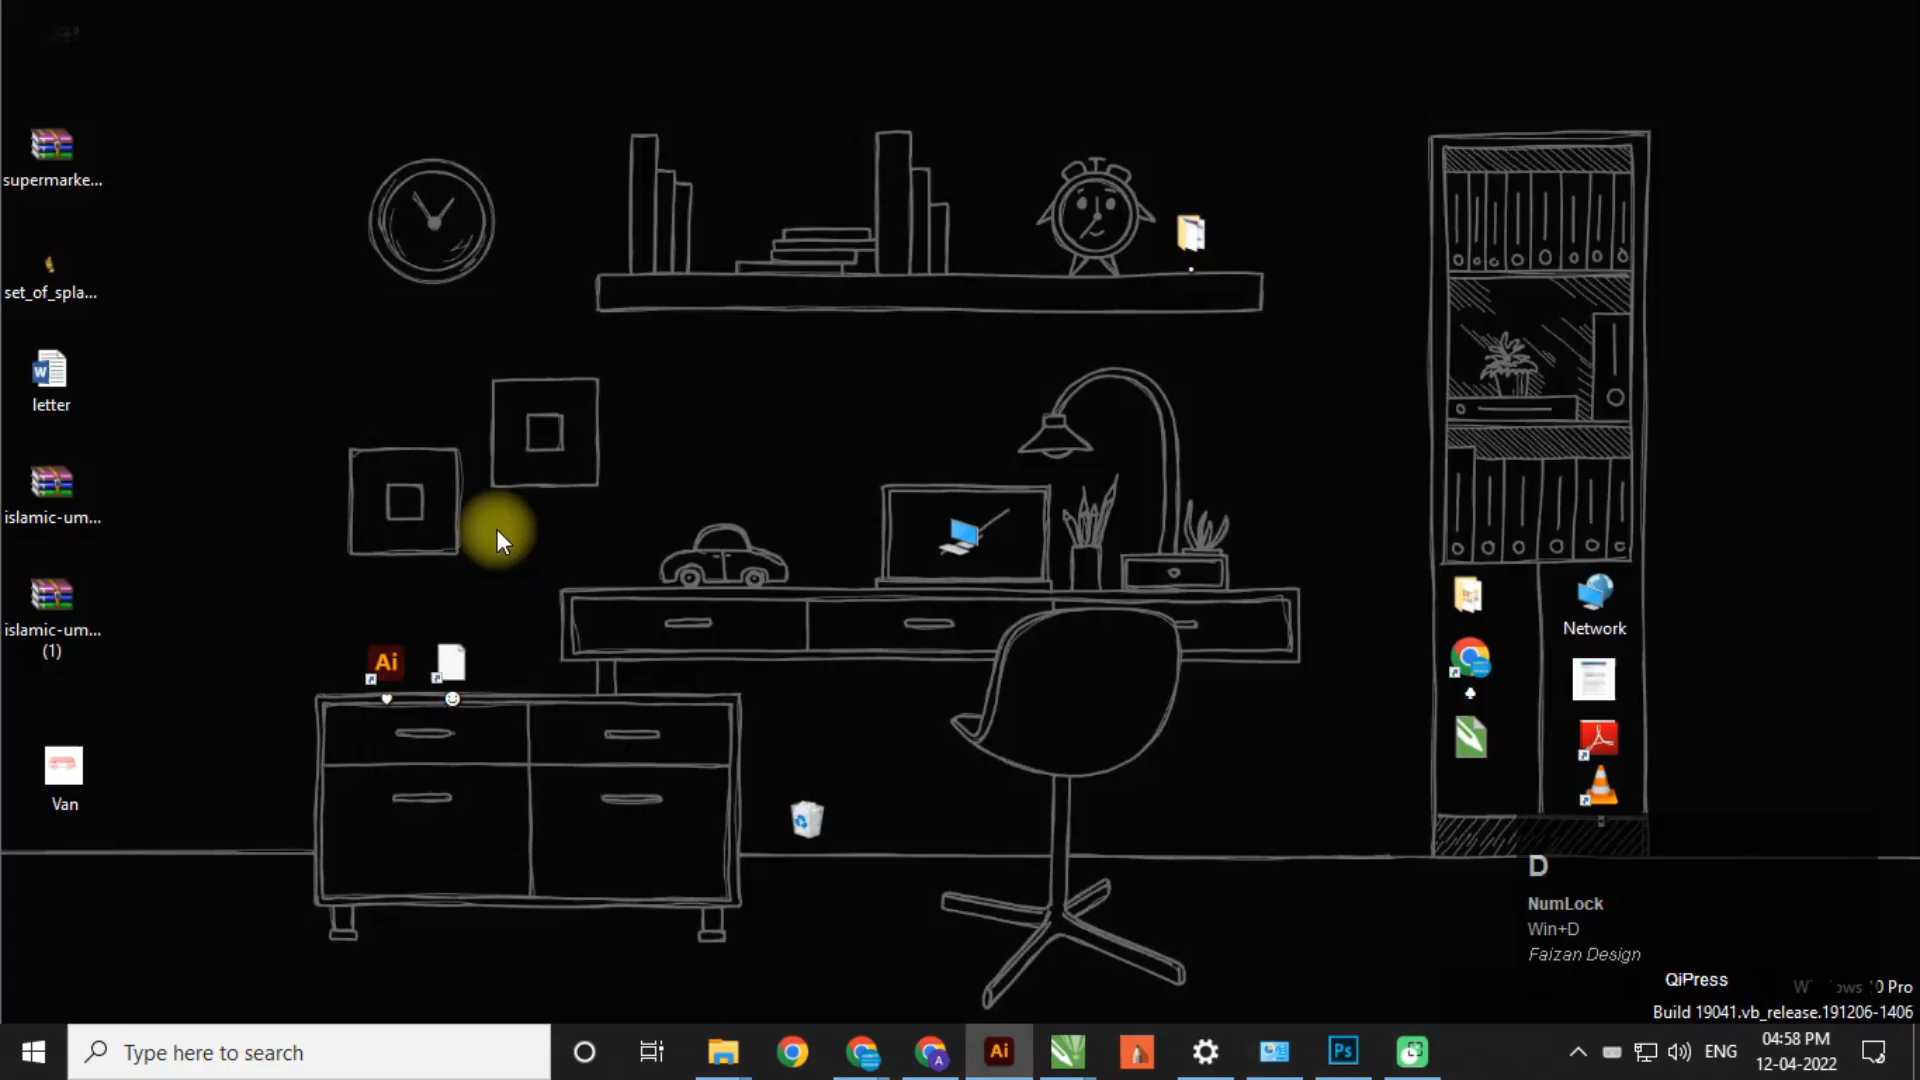 supermarke...
set_of_spla...
W
letter
islamic-um...
islamic-um...
(1)
Ai
Van
Network
D
NumLock
Win+D
Faizan Design
QiPress
0 Pro
Build 19041.vb_release.191206-1406
Type here to search
A
Ai
Ps
ENG
04:58 PM
12-04-2022